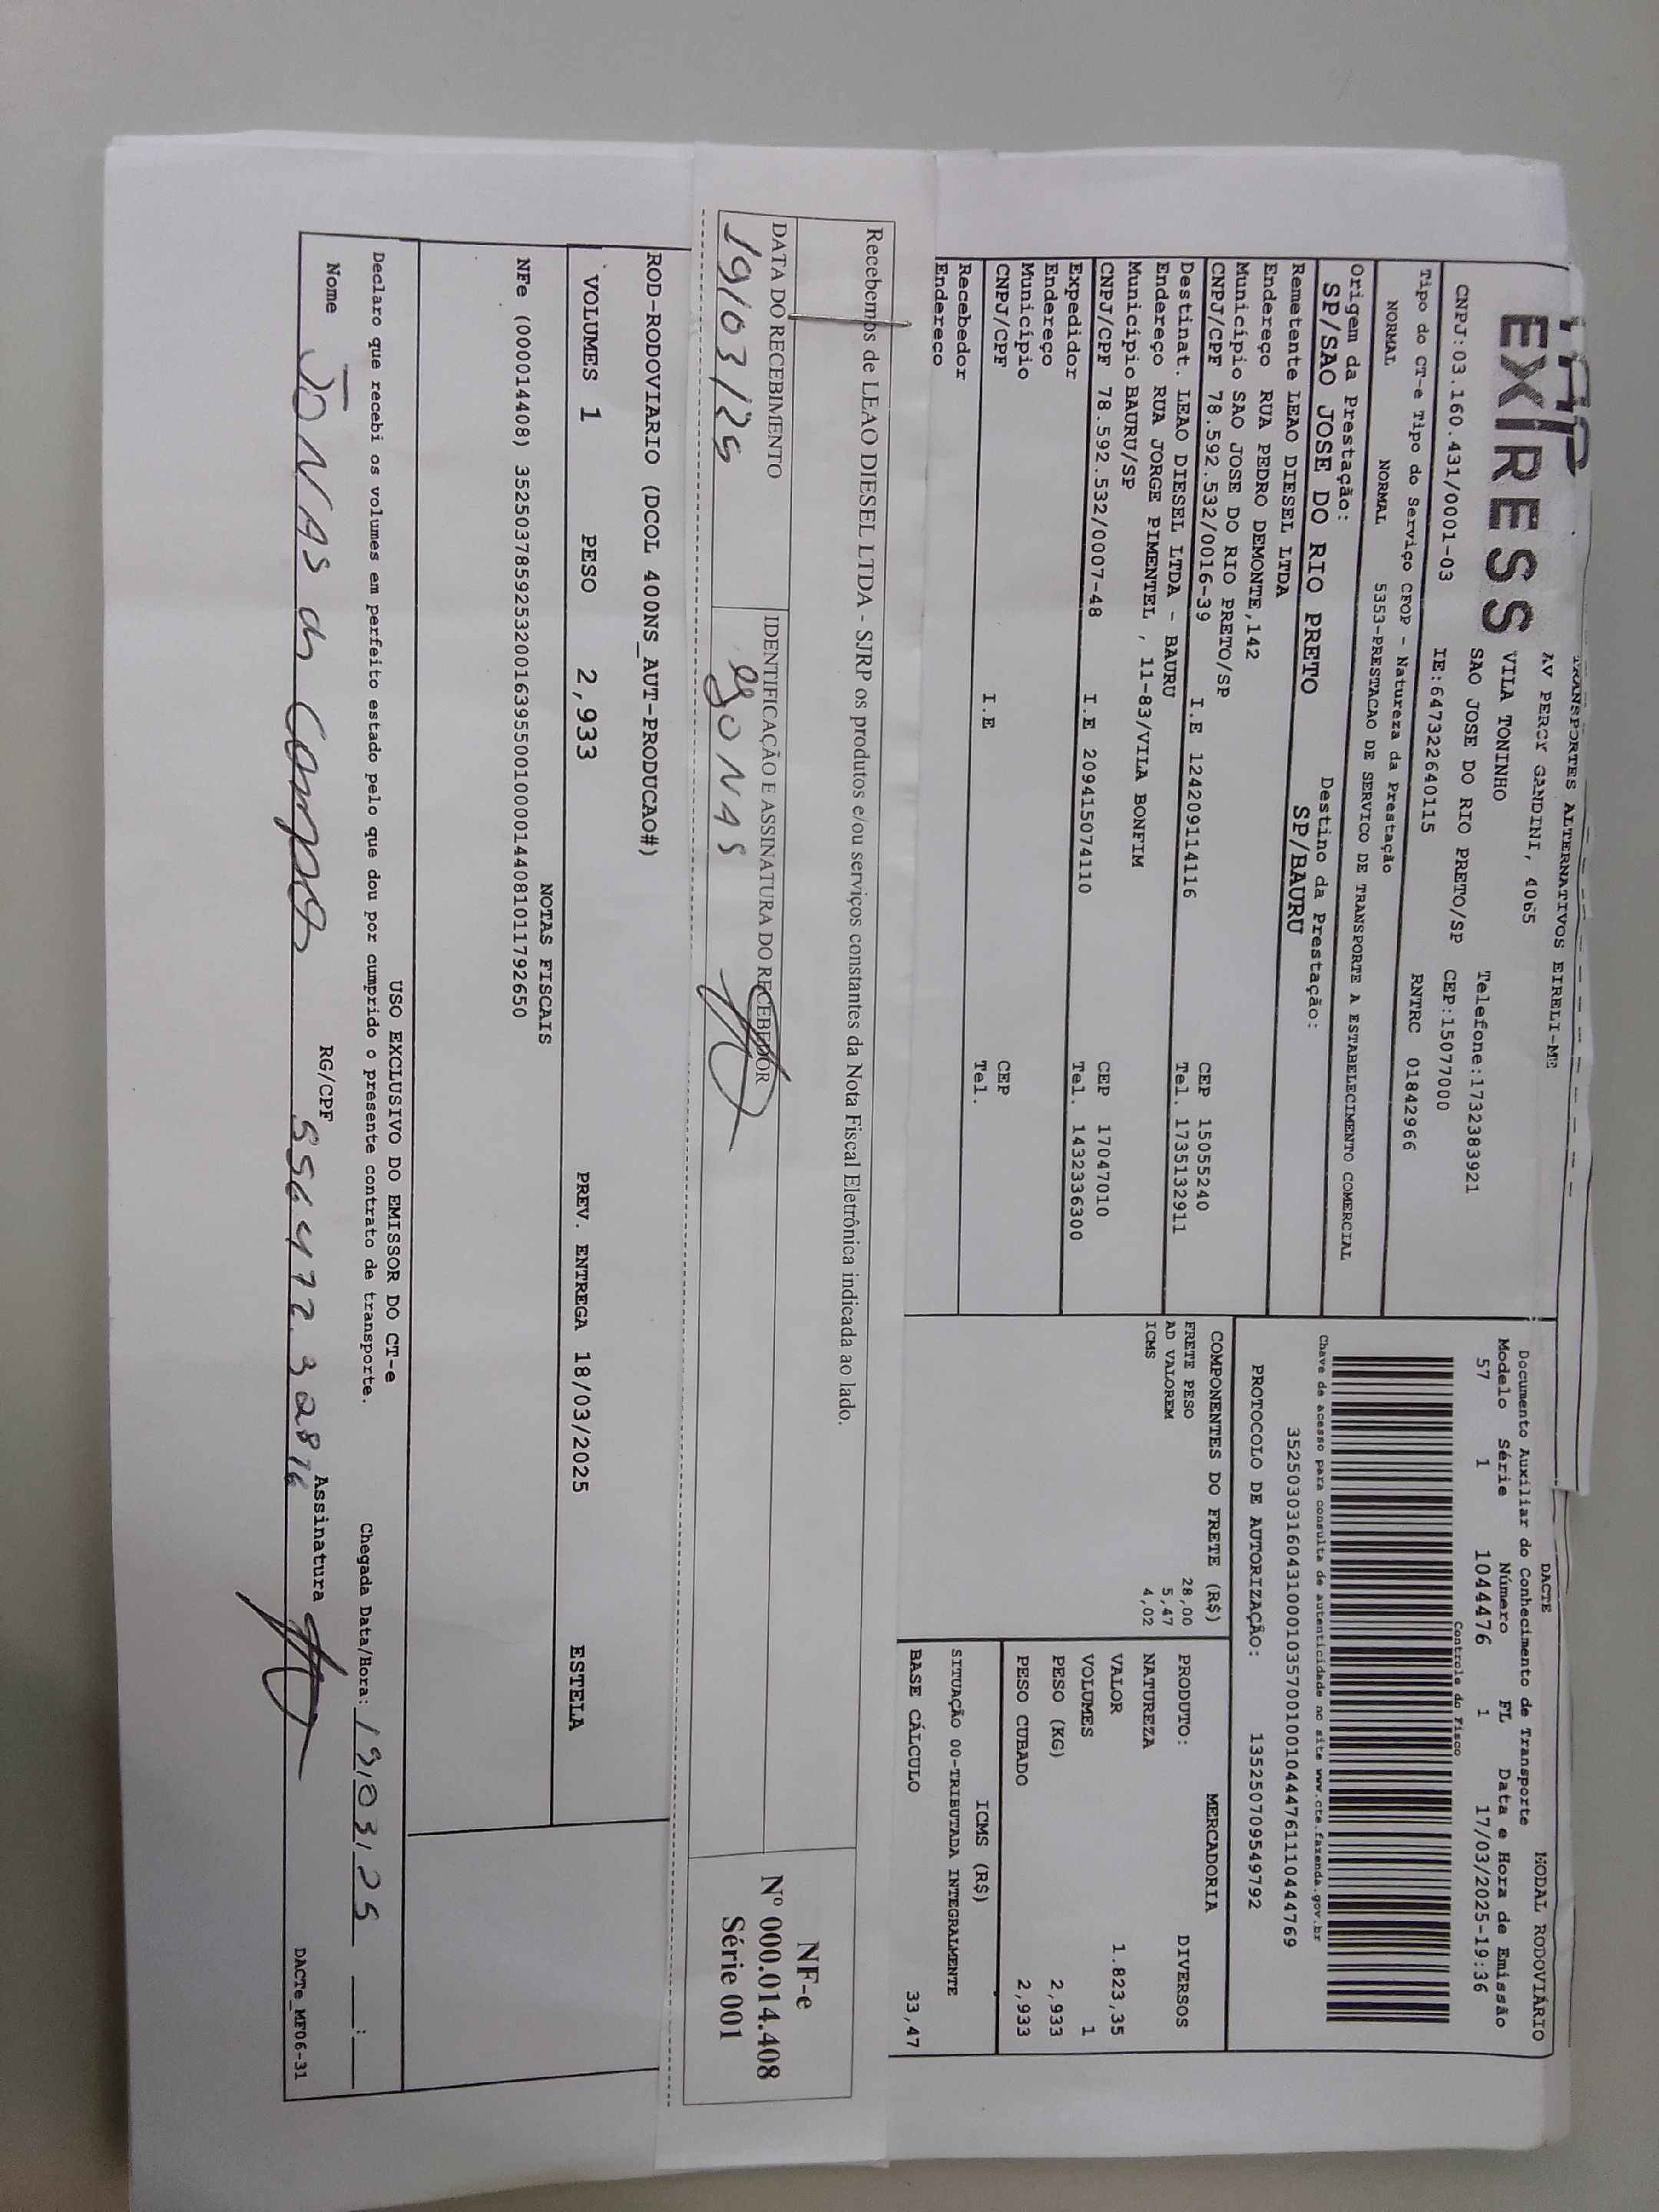 TAP
EXPRESS
TRANSPORTES ALTERNATIVOS EIRELI-ME
AV PERCY GANDINI, 4065
VILA TONINHO
Telefone:1732383921
SAO JOSE DO RIO PRETO/SP CEP:15077000
CNPJ:03.160.431/0001-03 IE:647322640115 RNTRC 01842966
Tipo do CT-e Tipo do Serviço CFOP - Natureza da Prestação
NORMAL NORMAL 5353-PRESTACAO DE SERVICO DE TRANSPORTE A ESTABELECIMENTO COMERCIAL
Origem da Prestação: Destino da Prestação:
SP/SAO JOSE DO RIO PRETO SP/BAURU
Remetente LEAO DIESEL LTDA
Endereço RUA PEDRO DEMONTE,142
Município SAO JOSE DO RIO PRETO/SP CEP 15055240
CNPJ/CPF 78.592.532/0016-39 I.E 124209114116 Tel. 1735132911
Destinat. LEAO DIESEL LTDA - BAURU
Endereço RUA JORGE PIMENTEL , 11-83/VILA BONFIM
Município BAURU/SP CEP 17047010
CNPJ/CPF 78.592.532/0007-48 I.E 209415074110 Tel. 1432336300
Expedidor
Endereço
Município CEP
CNPJ/CPF I.E Tel.
Recebedor
Endereço
DACTE MODAL RODOVIÁRIO
Documento Auxiliar do Conhecimento de Transporte
Modelo Série Número FL Data e Hora de Emissão
57 1 1044476 1 17/03/2025-19:36
Controle do Fisco
Chave de acesso para consulta de autenticidade no site www.cte.fazenda.gov.br
35250303160431000103570010010444761110444769
PROTOCOLO DE AUTORIZAÇÃO: 135250709549792
COMPONENTES DO FRETE (R$)
FRETE PESO 28,00
AD VALOREM 5,47
ICMS 4,02
MERCADORIA
PRODUTO: DIVERSOS
NATUREZA
VALOR 1.823,35
VOLUMES 1
PESO (KG) 2,933
PESO CUBADO 2,933
ICMS (R$)
SITUAÇÃO 00-TRIBUTADA INTEGRALMENTE
BASE CÁLCULO 33,47
Recebemos de LEAO DIESEL LTDA - SJRP os produtos e/ou serviços constantes da Nota Fiscal Eletrônica indicada ao lado.
DATA DO RECEBIMENTO IDENTIFICAÇÃO E ASSINATURA DO RECEBEDOR
19/03/25 JONAS
NF-e
Nº 000.014.408
Série 001
ROD-RODOVIARIO (DCOL 400NS_AUT-PRODUCAO#)
VOLUMES 1 PESO 2,933 PREV. ENTREGA 18/03/2025 ESTELA
NOTAS FISCAIS
NFe (000014408) 35250378592532001639550010000144081011792650
USO EXCLUSIVO DO EMISSOR DO CT-e
Declaro que recebi os volumes em perfeito estado pelo que dou por cumprido o presente contrato de transporte. Chegada Data/Hora: 19/03/25 __:__
Nome JONAS de Campos RG/CPF Assinatura
DACTe_MF06-31